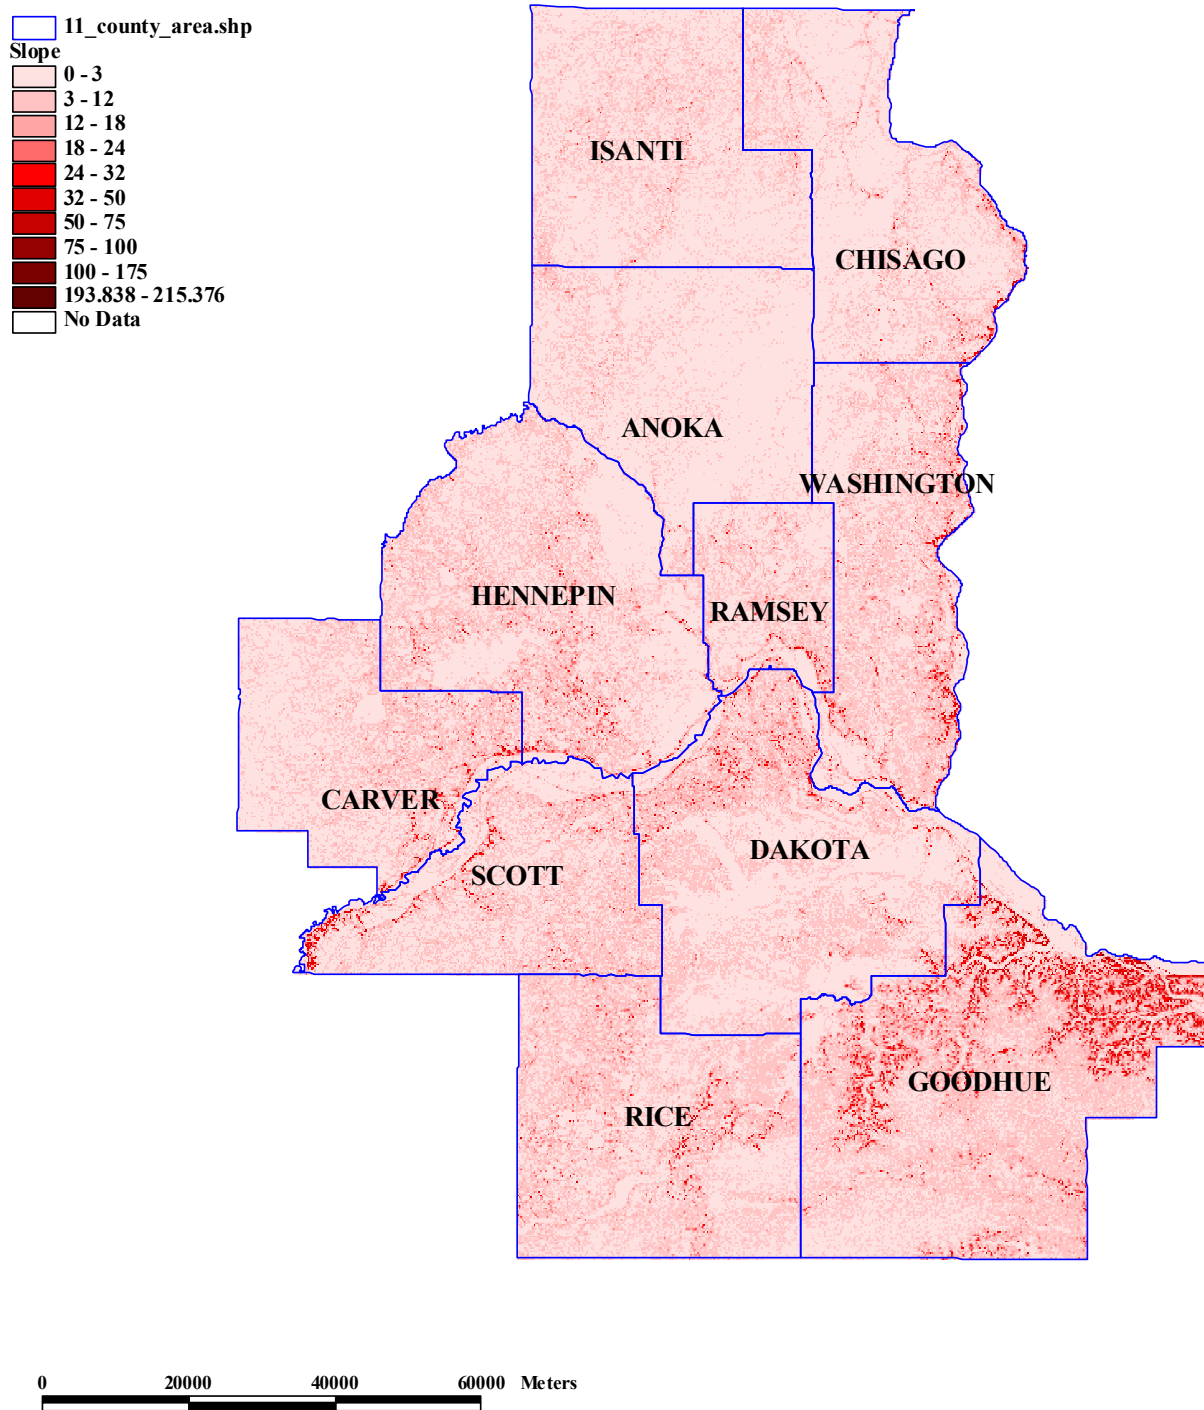 11_county_area.shp
Slope
0 - 3
3 - 12
12 - 18
18 - 24
24 - 32
32 - 50
50 - 75
75 - 100
100 - 175
193.838 - 215.376
No Data
ISANTI
CHISAGO
ANOKA
WASHINGTON
HENNEPIN
RAMSEY
CARVER
DAKOTA
SCOTT
GOODHUE
RICE
0 20000 40000 60000 Meters